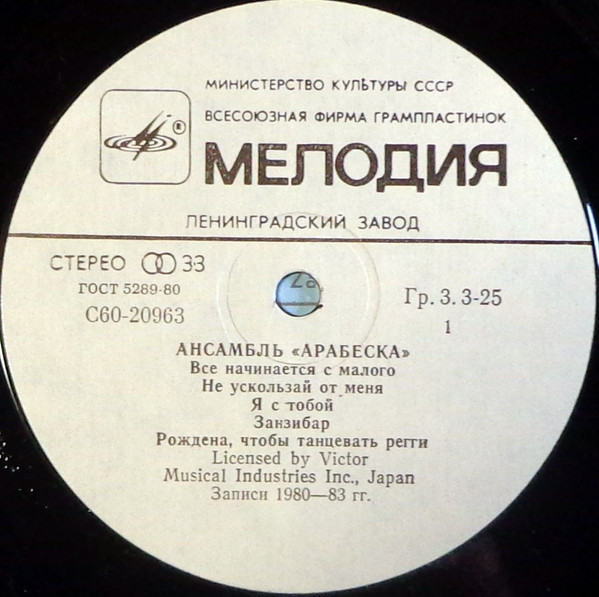 МИНИСТЕРСТВО КУЛЬТУРЫ СССР
ВСЕСОЮЗНАЯ ФИРМА ГРАМПЛАСТИНОК
®
МЕЛОДИЯ
ЛЕНИНГРАДСКИЙ ЗАВОД
СТЕРЕО 33
ГОСТ 5289-80
С60-20963
Гр. 3. 3-25
1
АНСАМБЛЬ «АРАБЕСКА»
Все начинается с малого
Не ускользай от меня
Я с тобой
Занзибар
Рождена, чтобы танцевать регги
Licensed by Victor
Musical Industries Inc., Japan
Записи 1980—83 гг.